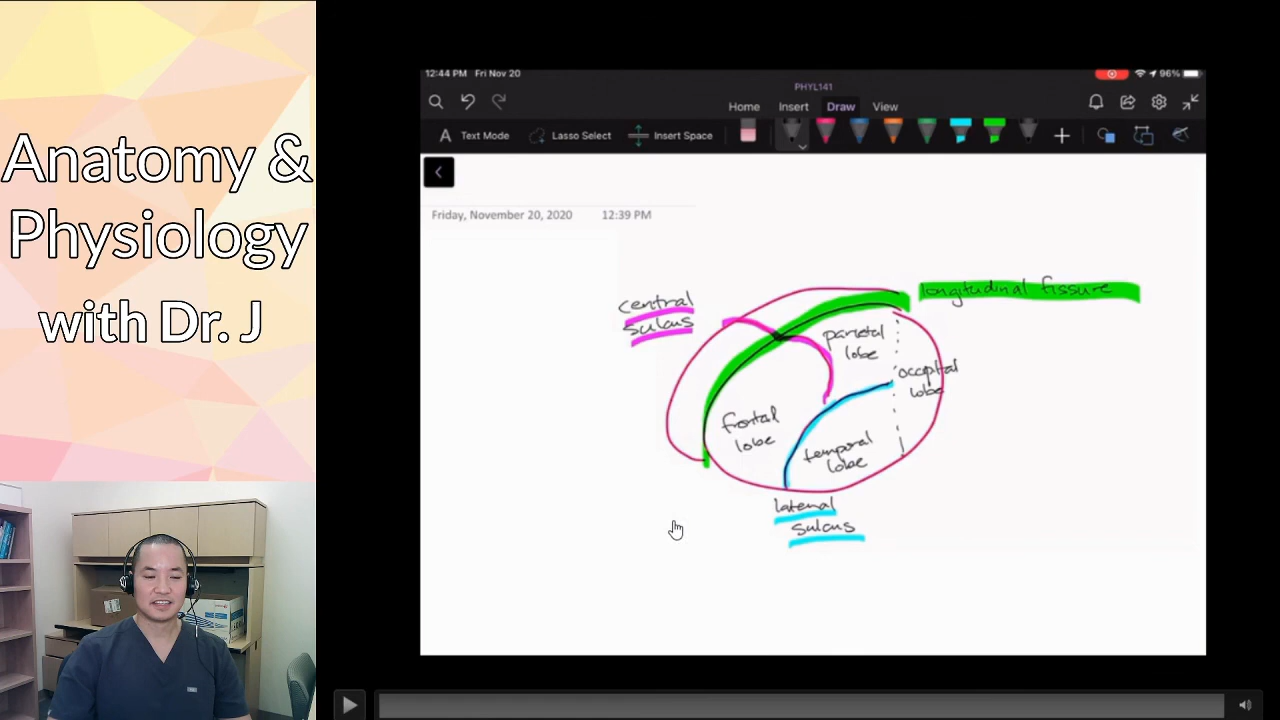 Anatomy &
Physiology
with Dr. J
12:44 PM Fri Nov 20
96%
PHYL141
Home Insert Draw View
Text Mode Lasso Select Insert Space
Friday, November 20, 2020 12:39 PM
longitudinal fissure
central
sulcus
parietal
lobe
occipital
lobe
frontal
lobe
temporal
lobe
lateral
sulcus